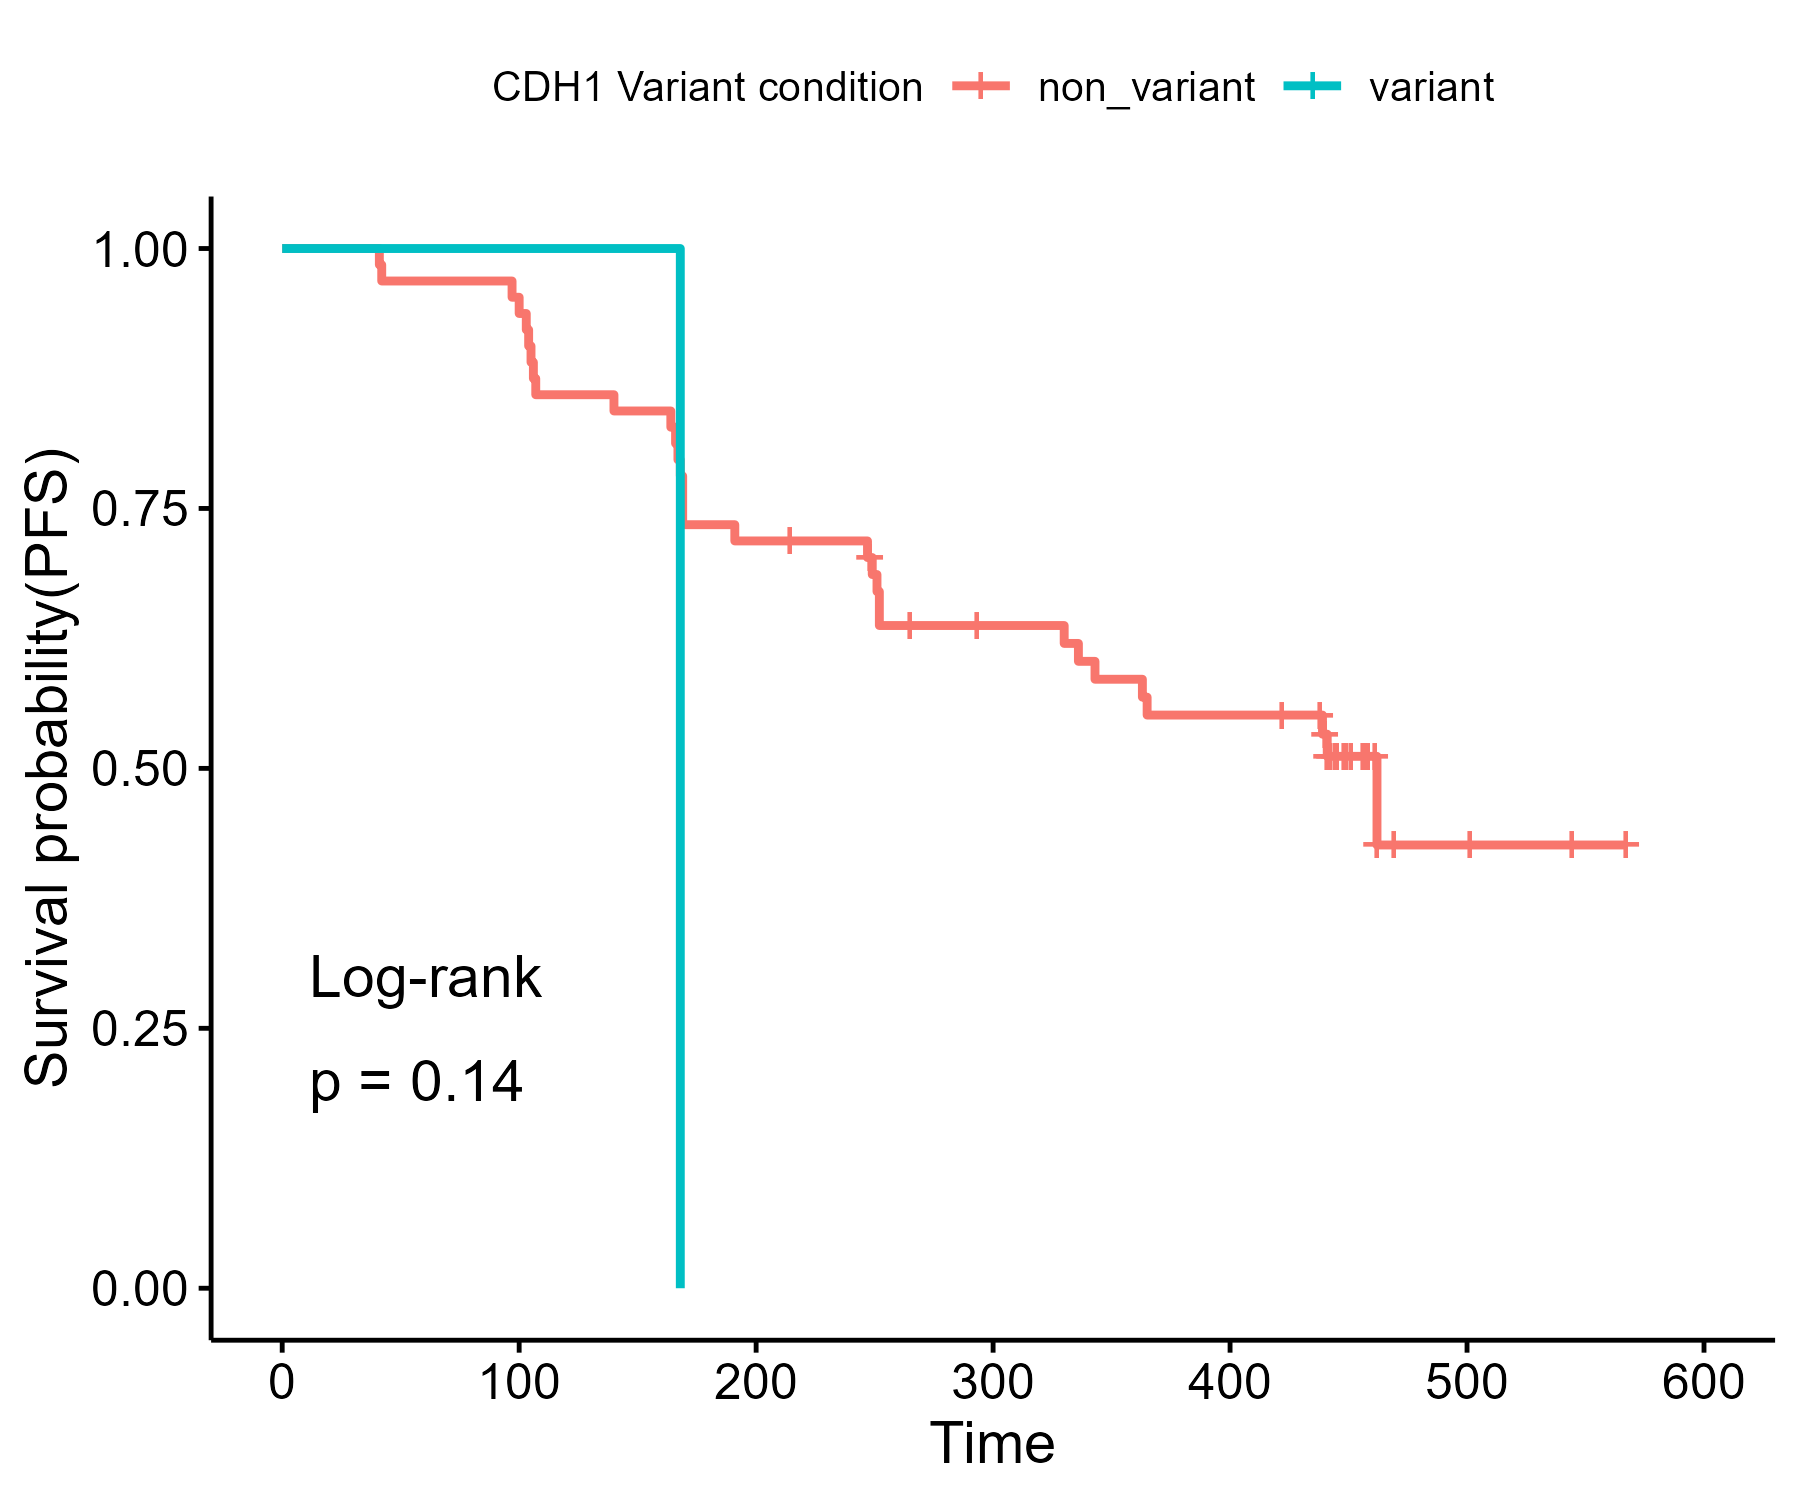 CDH1 Variant condition non_variant variant
Survival probability(PFS)
1.00
0.75
0.50
0.25
0.00
Log-rank
p = 0.14
0 100 200 300 400 500 600
Time